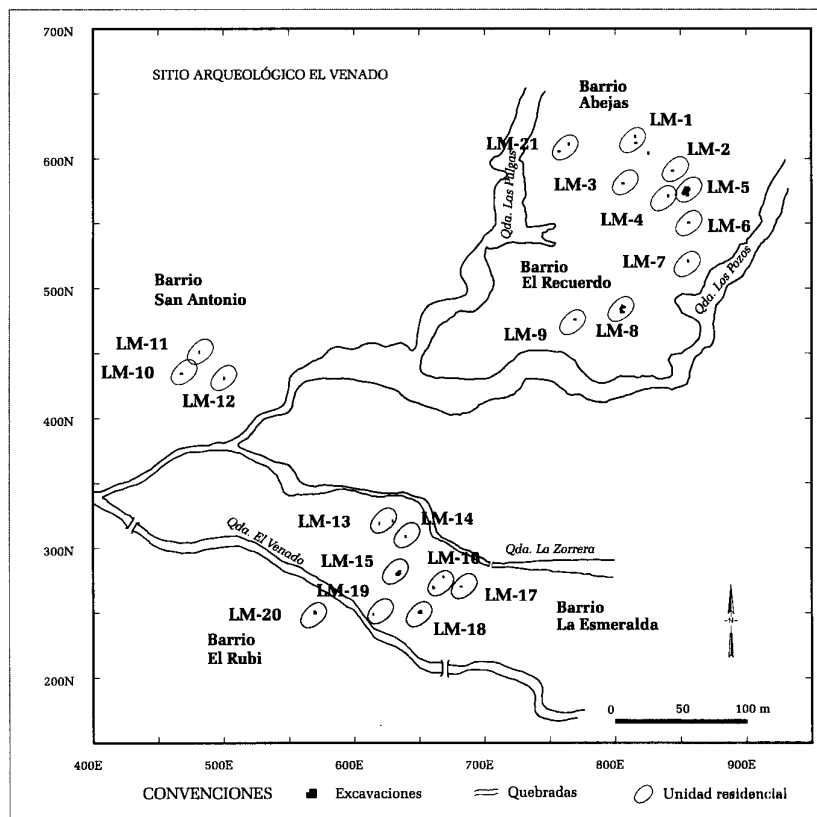 700N
SITIO ARQUEOLÓGICO EL VENADO
Barrio
Abejas
LM-1
LM-21
LM-2
600N
LM-3
LM-5
LM-4
LM-6
Qda. Las Pulgas
LM-7
Barrio
El Recuerdo
Qda. Los Pozos
Barrio
San Antonio
500N
LM-9
LM-8
LM-11
LM-10
LM-12
400N
LM-13
LM-14
Qda. El Venado
300N
LM-15
LM-16
Qda. La Zorrera
LM-19
LM-17
LM-20
LM-18
Barrio
La Esmeralda
Barrio
El Rubi
N
200N
0 50 100 m
400E 500E 600E 700E 800E 900E
CONVENCIONES Excavaciones Quebradas Unidad residencial